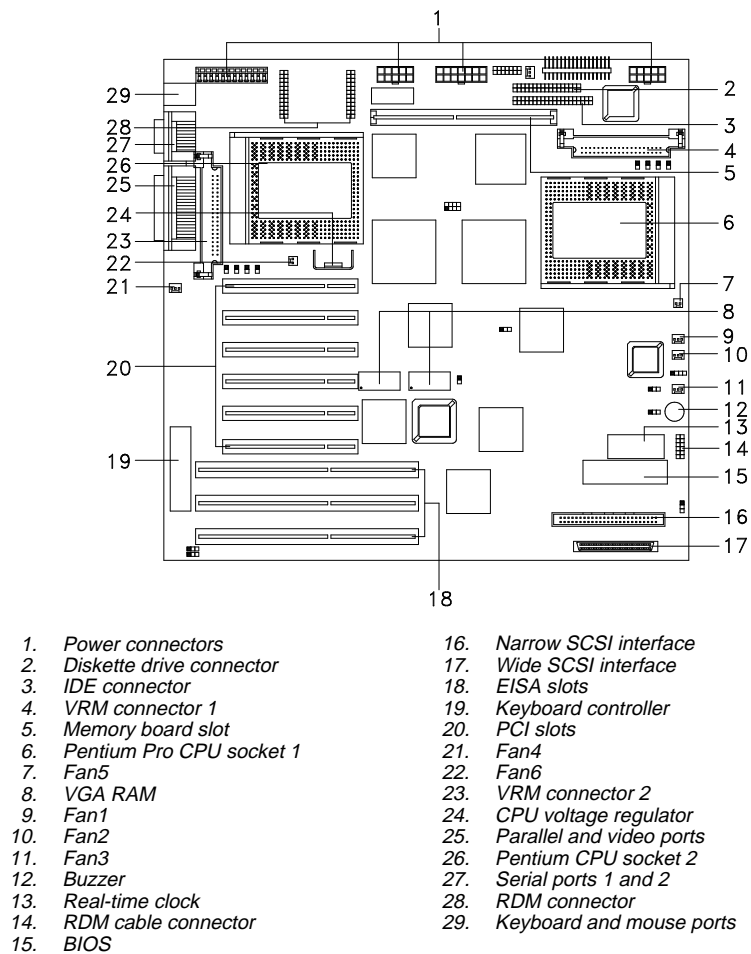 1
29
28
27
26
25
24
23
22
21
20
19
2
3
4
5
6
7
8
9
10
11
12
13
14
15
16
17
18
1. Power connectors
2. Diskette drive connector
3. IDE connector
4. VRM connector 1
5. Memory board slot
6. Pentium Pro CPU socket 1
7. Fan5
8. VGA RAM
9. Fan1
10. Fan2
11. Fan3
12. Buzzer
13. Real-time clock
14. RDM cable connector
15. BIOS
16. Narrow SCSI interface
17. Wide SCSI interface
18. EISA slots
19. Keyboard controller
20. PCI slots
21. Fan4
22. Fan6
23. VRM connector 2
24. CPU voltage regulator
25. Parallel and video ports
26. Pentium CPU socket 2
27. Serial ports 1 and 2
28. RDM connector
29. Keyboard and mouse ports